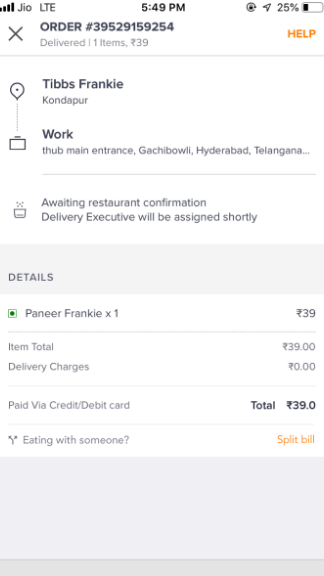 Jio LTE 5:49 PM 25%
ORDER #39529159254
Delivered | 1 Items, ₹39
HELP
Tibbs Frankie
Kondapur
Work
thub main entrance, Gachibowli, Hyderabad, Telangana...
Awaiting restaurant confirmation
Delivery Executive will be assigned shortly
DETAILS
Paneer Frankie x 1 ₹39
Item Total ₹39.00
Delivery Charges ₹0.00
Paid Via Credit/Debit card Total ₹39.0
Eating with someone? Split bill